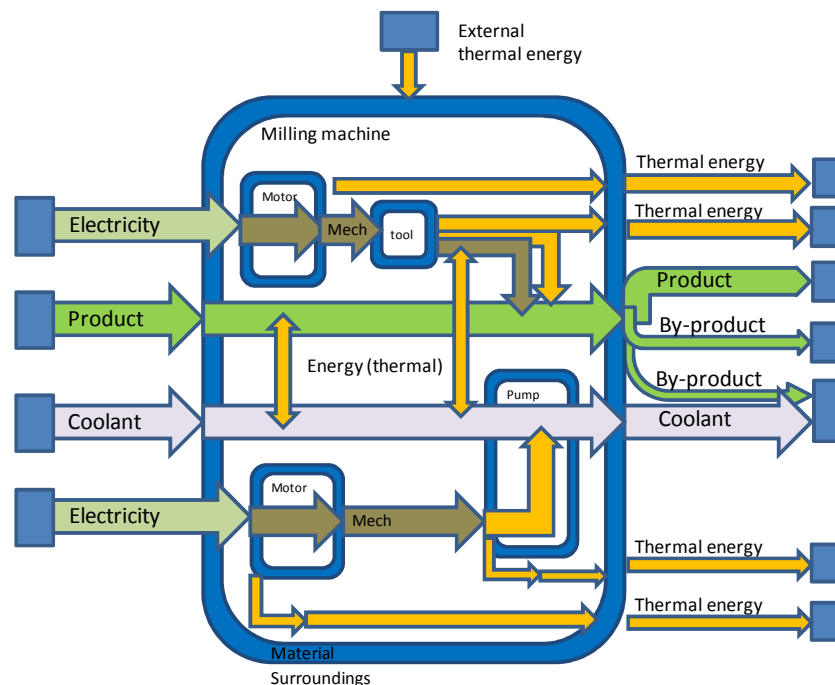 External
thermal energy
Milling machine
Thermal energy
Motor
Thermal energy
Electricity
Mech
tool
Product
Product
By-product
Energy (thermal)
By-product
Pump
Coolant
Coolant
Motor
Electricity
Mech
Thermal energy
Thermal energy
Material
Surroundings